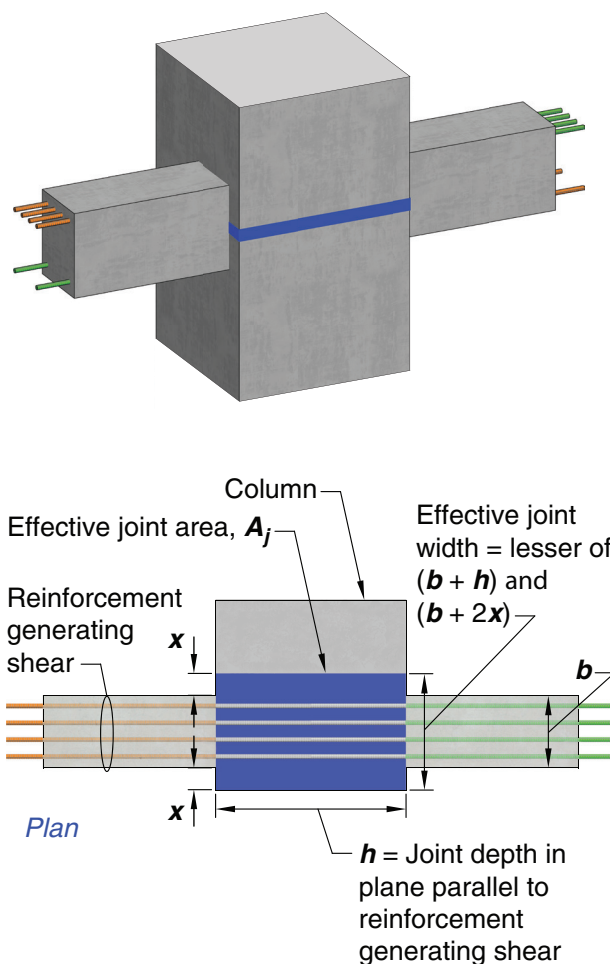 Column
Effective joint area, A_j
Effective joint
width = lesser of
(b + h) and
(b + 2x)
Reinforcement
generating
shear
x
b
x
Plan
h = Joint depth in
plane parallel to
reinforcement
generating shear